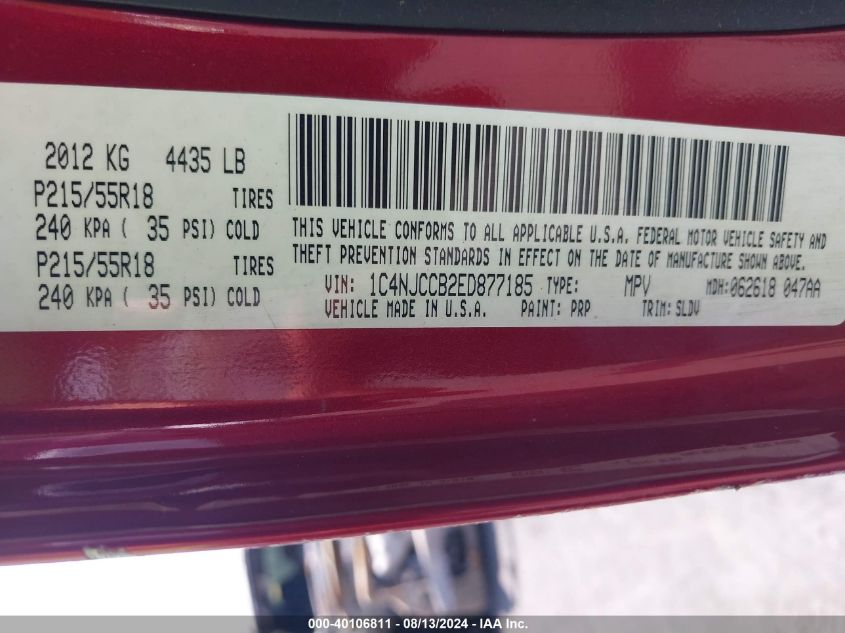 2012 KG 4435 LB
P215/55R18 TIRES
240 KPA ( 35 PSI) COLD
P215/55R18 TIRES
240 KPA ( 35 PSI) COLD
THIS VEHICLE CONFORMS TO ALL APPLICABLE U.S.A. FEDERAL MOTOR VEHICLE SAFETY AND
THEFT PREVENTION STANDARDS IN EFFECT ON THE DATE OF MANUFACTURE SHOWN ABOVE.
VIN: 1C4NJCCB2ED877185 TYPE: MPV MDH:062618 047AA
VEHICLE MADE IN U.S.A. PAINT: PRP TRIM: SLDV
000-40106811 - 08/13/2024 - IAA Inc.